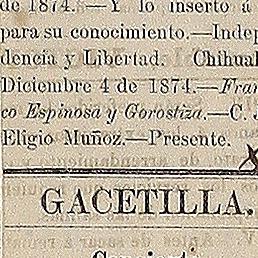 de 1874.—Y lo inserto á
para su conocimiento.—Indep
dencia y Libertad. Chihual
Diciembre 4 de 1874.—Fran
co Espinosa y Gorostiza.—C. J
Eligio Muñoz.—Presente.
GACETILLA.